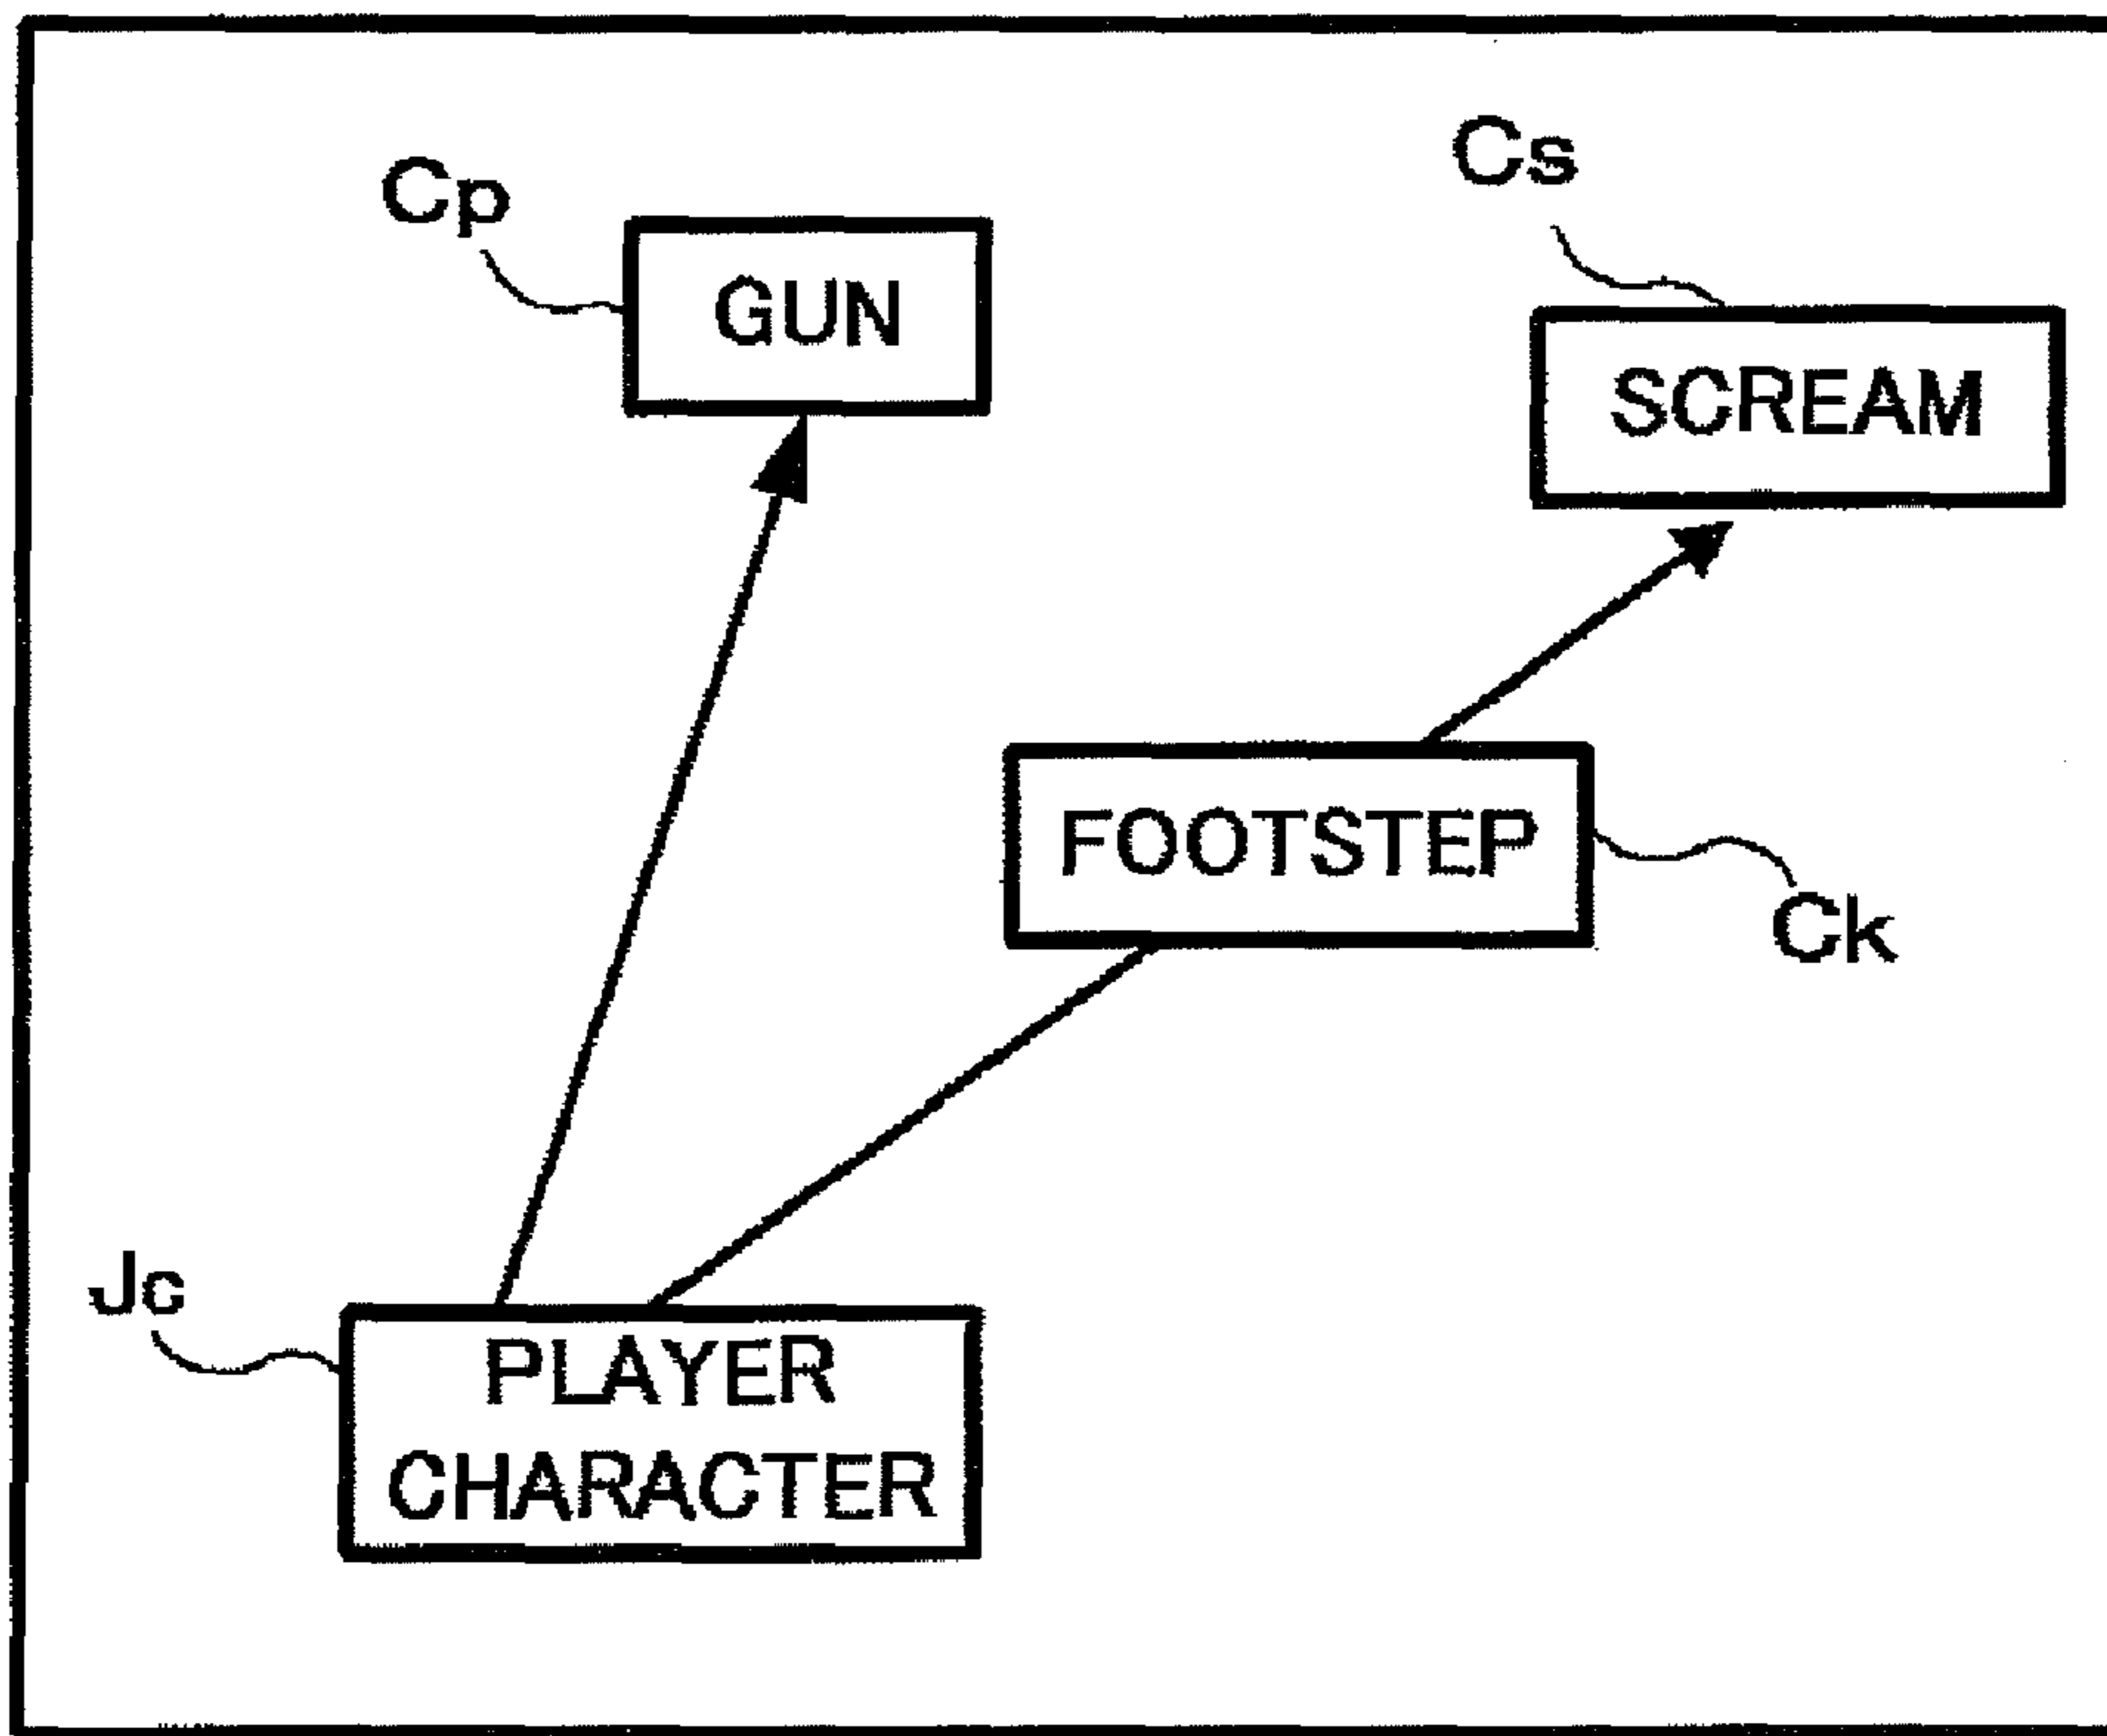 Cp
Cs
GUN
SCREAM
FOOTSTEP
Ck
Jc
PLAYER
CHARACTER